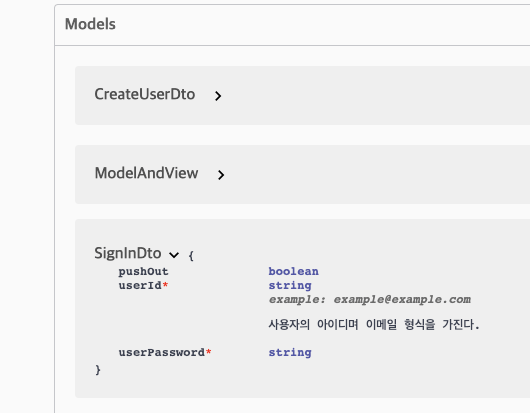 Models
CreateUserDto
ModelAndView
SignInDto {
pushOut boolean
userId* string
example: example@example.com
사용자의 아이디며 이메일 형식을 가진다.
userPassword* string
}